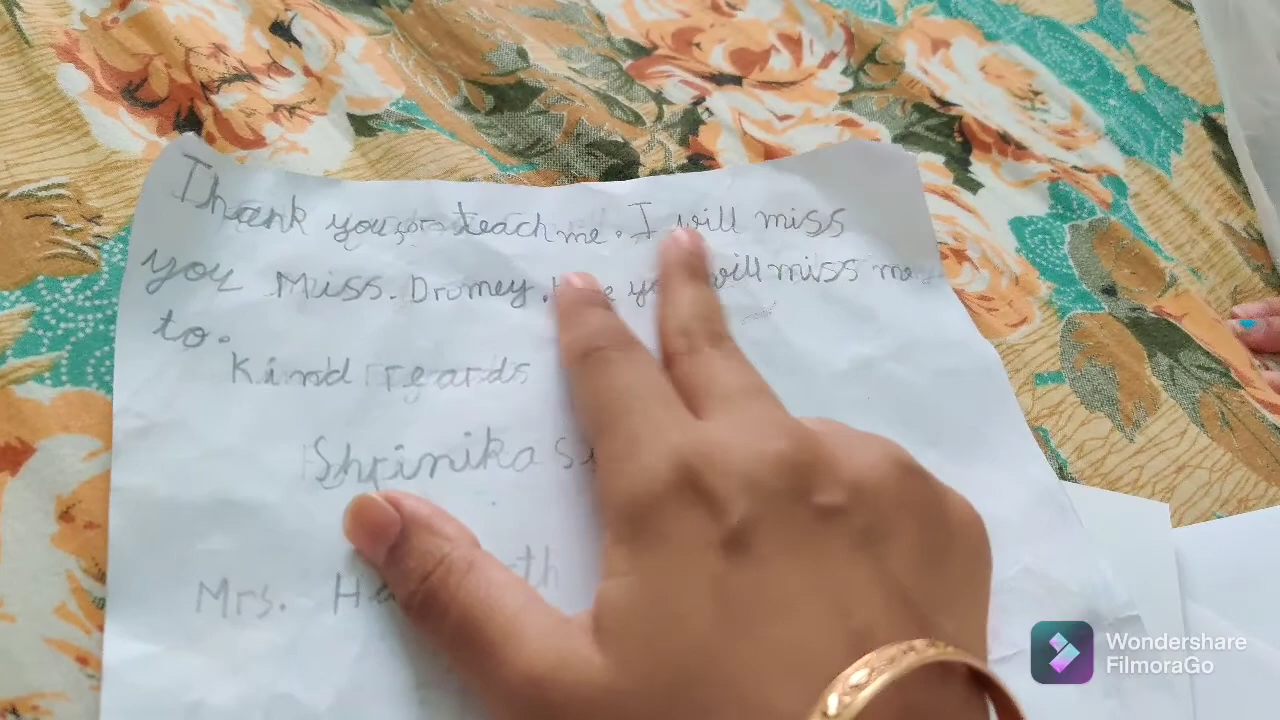 Thank you for teach me. I will miss
you Miss. Dromey. will miss me
to.
Kind regards
Shrinika
Mrs.
Wondershare
FilmoraGo